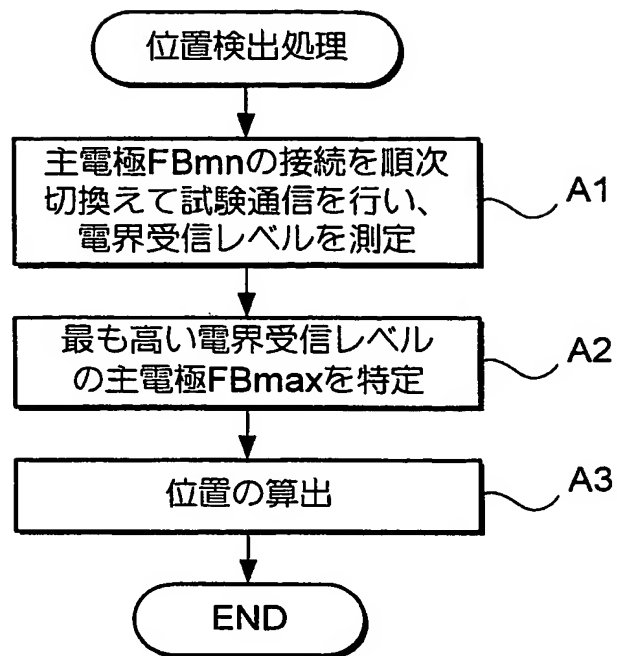 位置検出処理
主電極FBmnの接続を順次
切換えて試験通信を行い、
電界受信レベルを測定
A1
最も高い電界受信レベル
の主電極FBmaxを特定
A2
位置の算出
A3
END